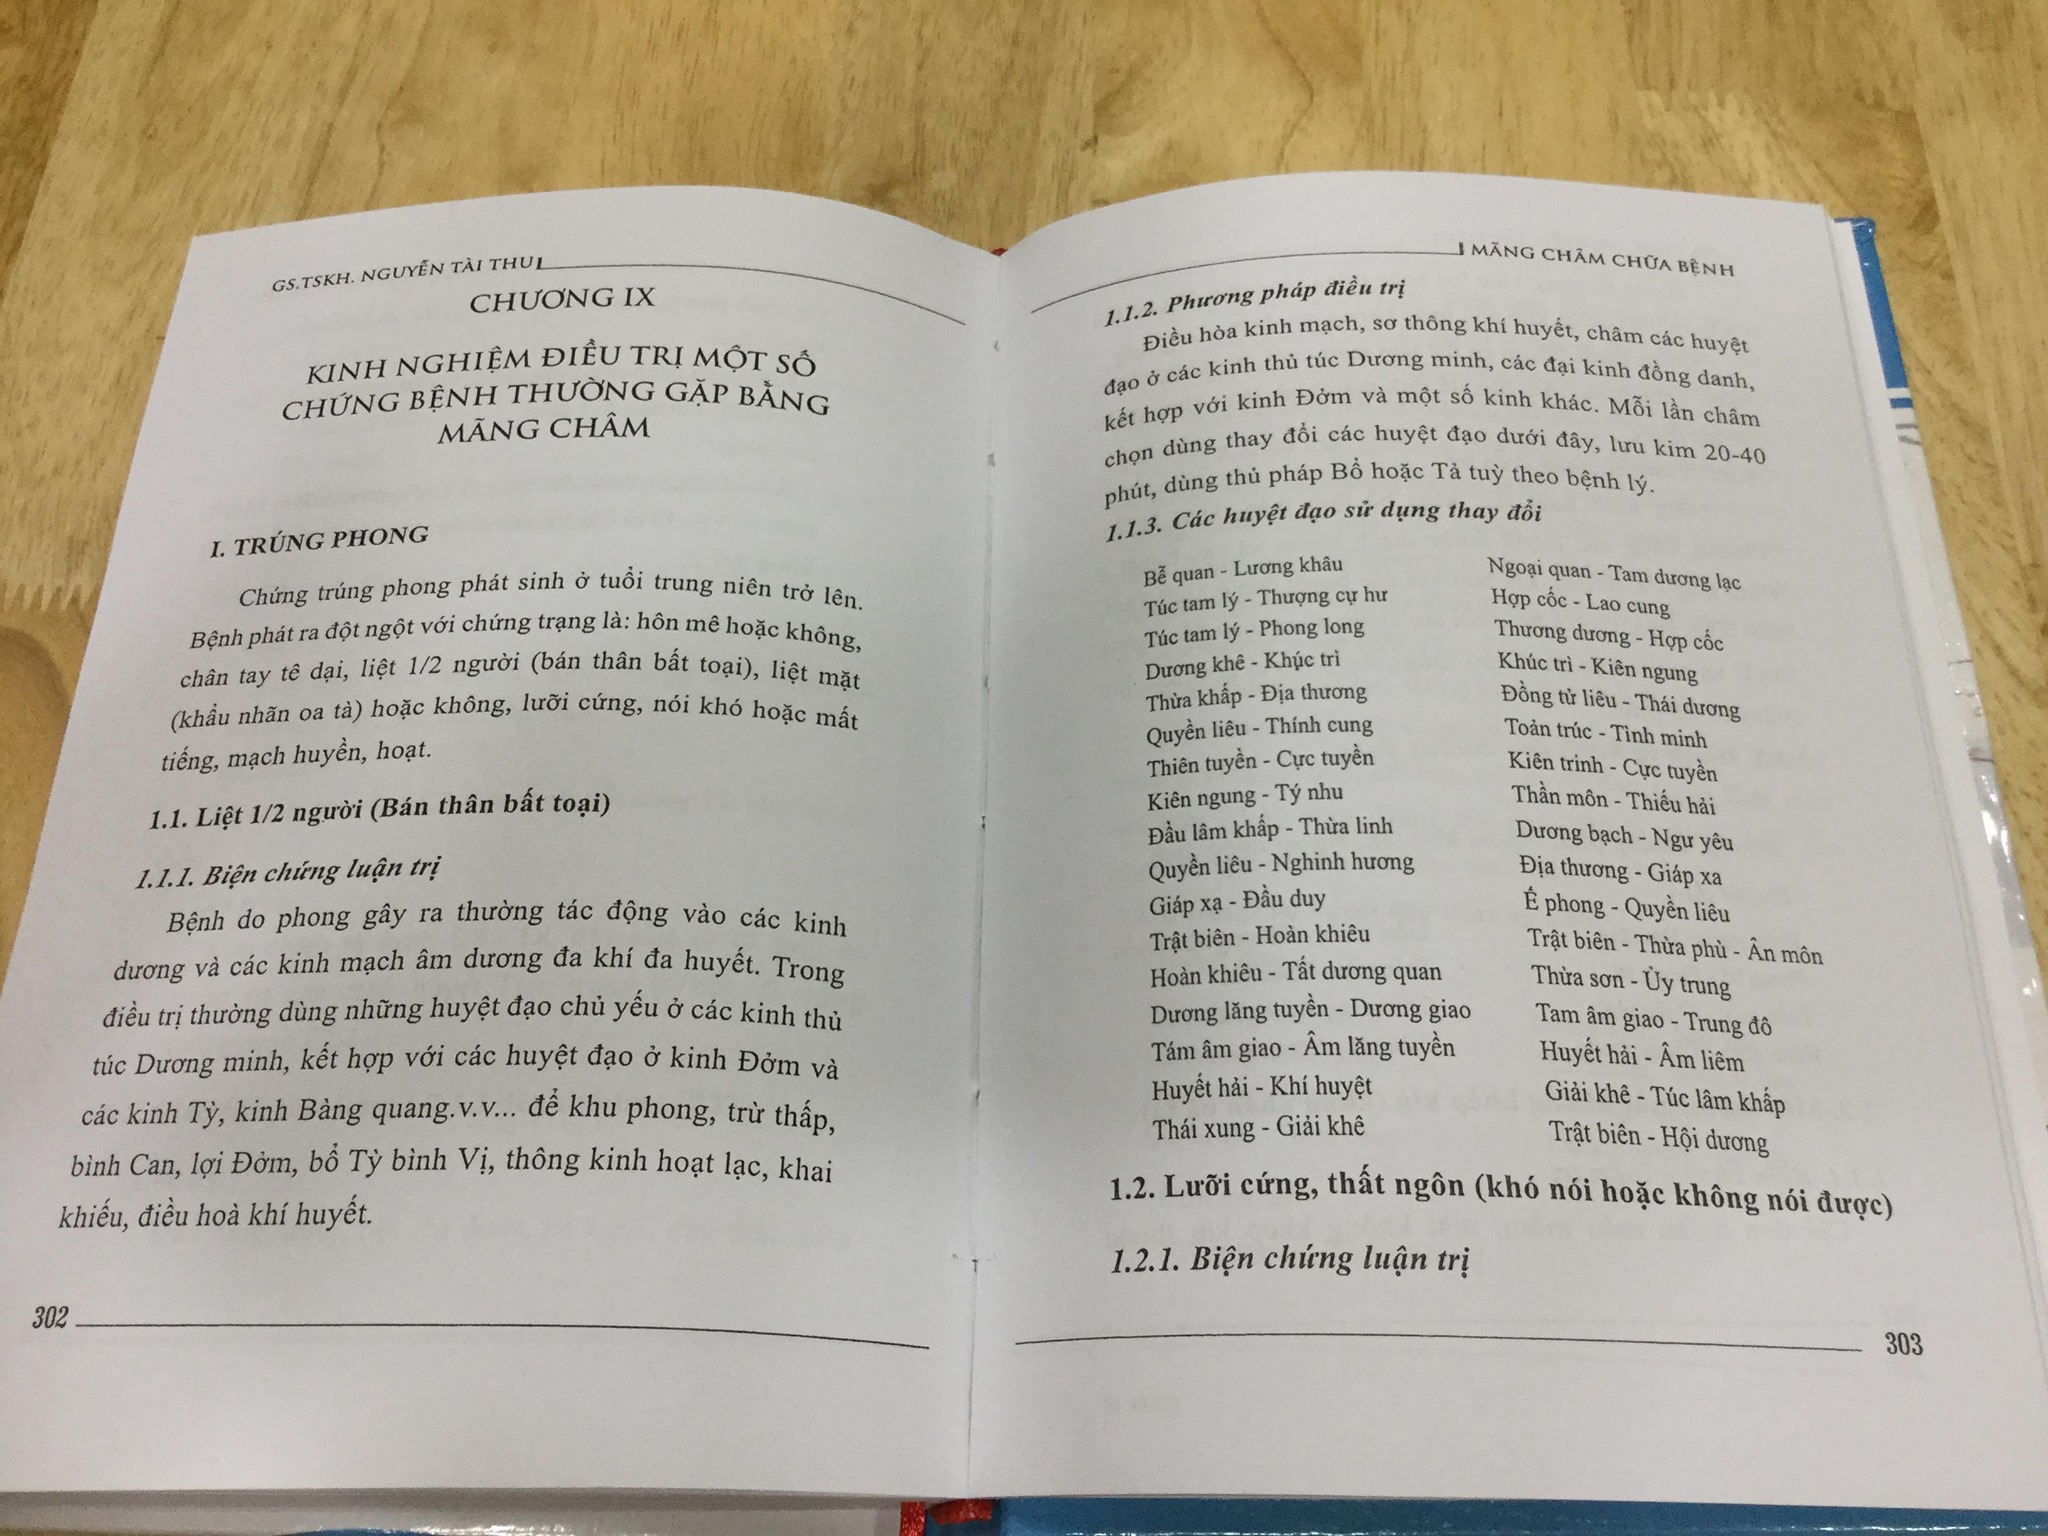 GS.TSKH. NGUYỄN TÀI THU
CHƯƠNG IX
KINH NGHIỆM ĐIỀU TRỊ MỘT SỐ
CHỨNG BỆNH THƯỜNG GẶP BẰNG
MÃNG CHÂM
I. TRÚNG PHONG
Chứng trúng phong phát sinh ở tuổi trung niên trở lên.
Bệnh phát ra đột ngột với chứng trạng là: hôn mê hoặc không,
chân tay tê dại, liệt 1/2 người (bán thân bất toại), liệt mặt
(khẩu nhãn oa tà) hoặc không, lưỡi cứng, nói khó hoặc mất
tiếng, mạch huyền, hoạt.
1.1. Liệt 1/2 người (Bán thân bất toại)
1.1.1. Biện chứng luận trị
Bệnh do phong gây ra thường tác động vào các kinh
dương và các kinh mạch âm dương đa khí đa huyết. Trong
điều trị thường dùng những huyệt đạo chủ yếu ở các kinh thủ
túc Dương minh, kết hợp với các huyệt đạo ở kinh Đởm và
các kinh Tỳ, kinh Bàng quang.v.v... để khu phong, trừ thấp,
bình Can, lợi Đởm, bổ Tỳ bình Vị, thông kinh hoạt lạc, khai
khiếu, điều hoà khí huyết.
302
MÃNG CHÂM CHỮA BỆNH
1.1.2. Phương pháp điều trị
Điều hòa kinh mạch, sơ thông khí huyết, châm các huyệt
đạo ở các kinh thủ túc Dương minh, các đại kinh đồng danh,
kết hợp với kinh Đởm và một số kinh khác. Mỗi lần châm
chọn dùng thay đổi các huyệt đạo dưới đây, lưu kim 20-40
phút, dùng thủ pháp Bổ hoặc Tả tuỳ theo bệnh lý.
1.1.3. Các huyệt đạo sử dụng thay đổi
Bễ quan - Lương khâu
Túc tam lý - Thượng cự hư
Túc tam lý - Phong long
Dương khê - Khúc trì
Thừa khấp - Địa thương
Quyền liêu - Thính cung
Thiên tuyền - Cực tuyền
Kiên ngung - Tý nhu
Đầu lâm khấp - Thừa linh
Quyền liêu - Nghinh hương
Giáp xạ - Đầu duy
Trật biên - Hoàn khiêu
Hoàn khiêu - Tất dương quan
Dương lăng tuyền - Dương giao
Tám âm giao - Âm lăng tuyền
Huyết hải - Khí huyệt
Thái xung - Giải khê
Ngoại quan - Tam dương lạc
Hợp cốc - Lao cung
Thương dương - Hợp cốc
Khúc trì - Kiên ngung
Đồng tử liêu - Thái dương
Toản trúc - Tình minh
Kiên trinh - Cực tuyền
Thần môn - Thiếu hải
Dương bạch - Ngư yêu
Địa thương - Giáp xa
Ế phong - Quyền liêu
Trật biên - Thừa phù - Ân môn
Thừa sơn - Ủy trung
Tam âm giao - Trung đô
Huyết hải - Âm liêm
Giải khê - Túc lâm khấp
Trật biên - Hội dương
1.2. Lưỡi cứng, thất ngôn (khó nói hoặc không nói được)
1.2.1. Biện chứng luận trị
303